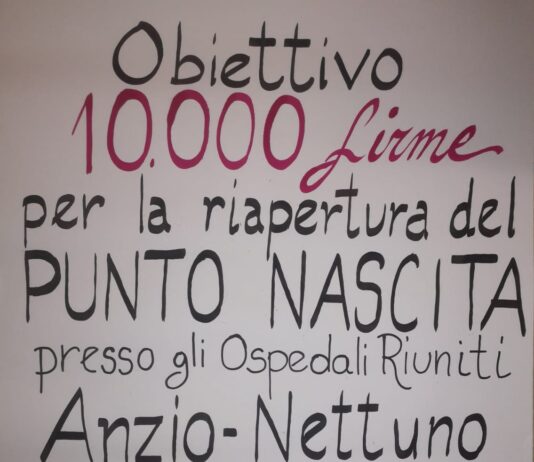 Obiettivo
10.000 firme
per la riapertura del
PUNTO NASCITA
presso gli Ospedali Riuniti
Anzio-Nettuno